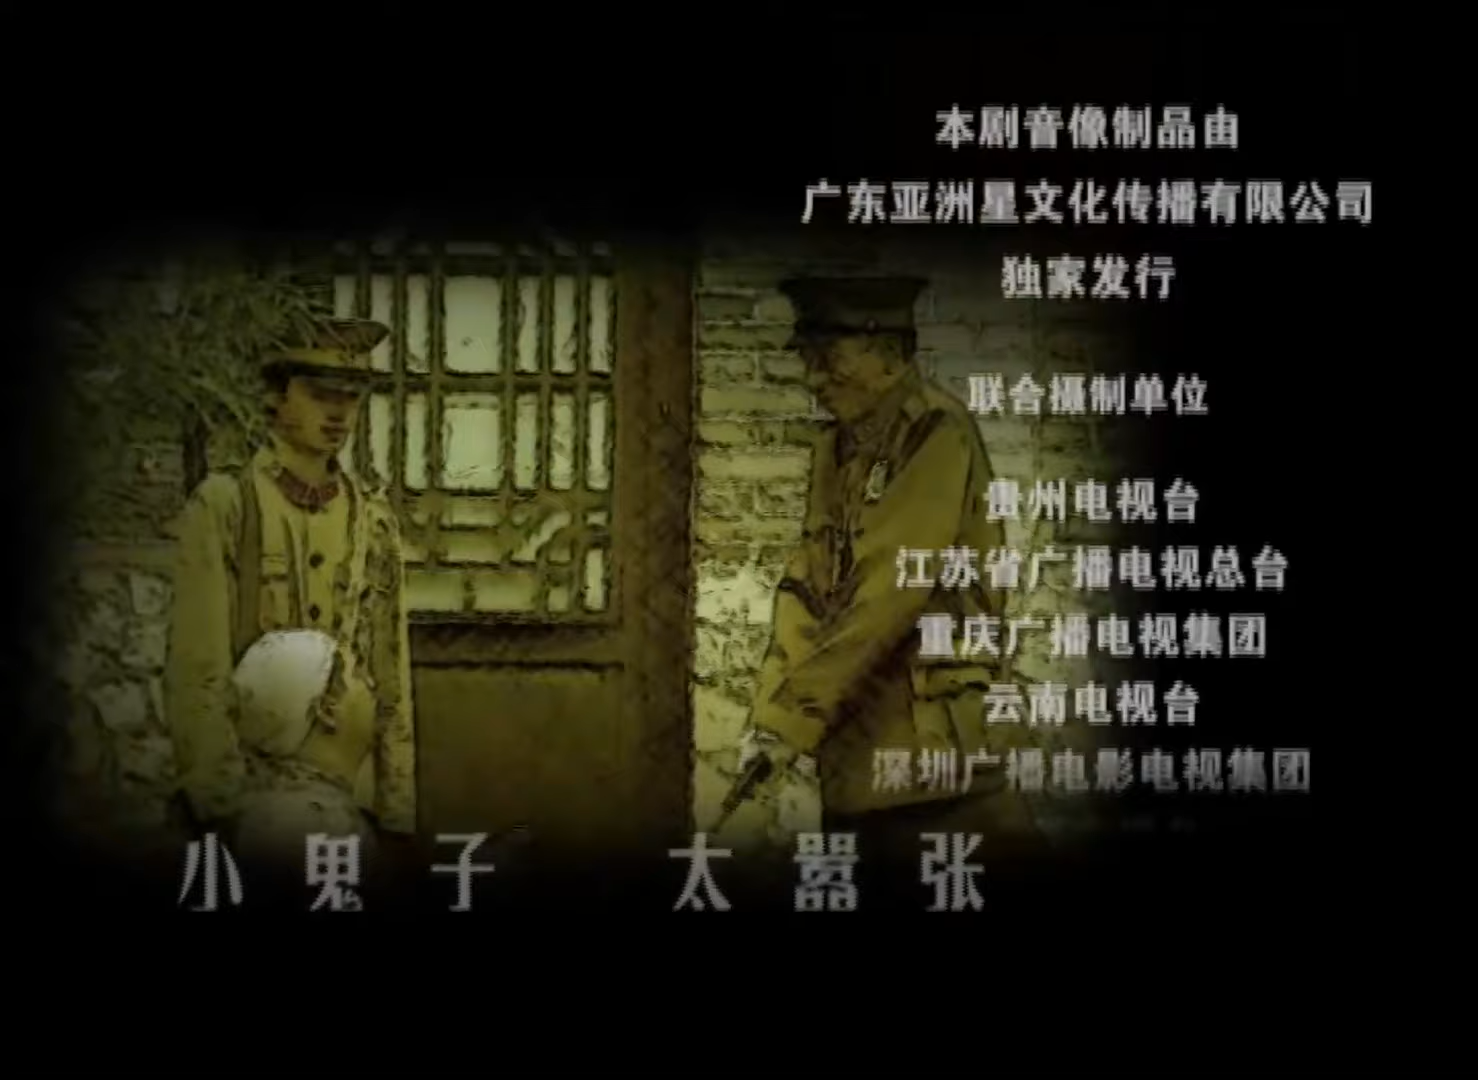 本剧音像制品由
广东亚洲星文化传播有限公司
独家发行
联合摄制单位
贵州电视台
江苏省广播电视总台
重庆广播电视集团
云南电视台
深圳广播电影电视集团
小鬼子 太嚣张